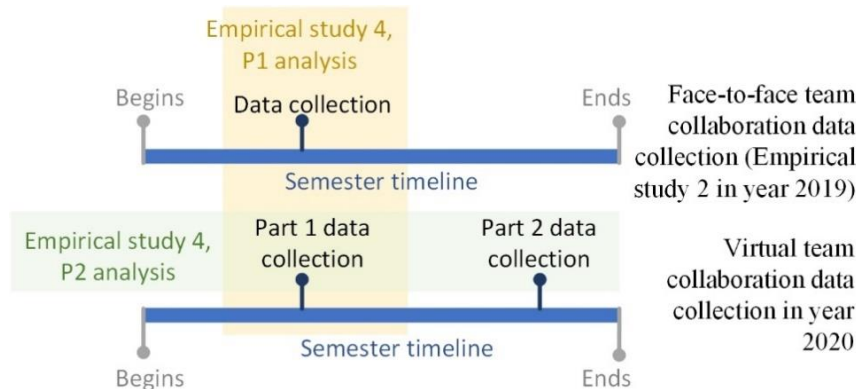 Empirical study 4,
P1 analysis
Begins
Data collection
Ends
Semester timeline
Face-to-face team
collaboration data
collection (Empirical
study 2 in year 2019)
Empirical study 4,
P2 analysis
Part 1 data
collection
Part 2 data
collection
Semester timeline
Begins
Ends
Virtual team
collaboration data
collection in year
2020